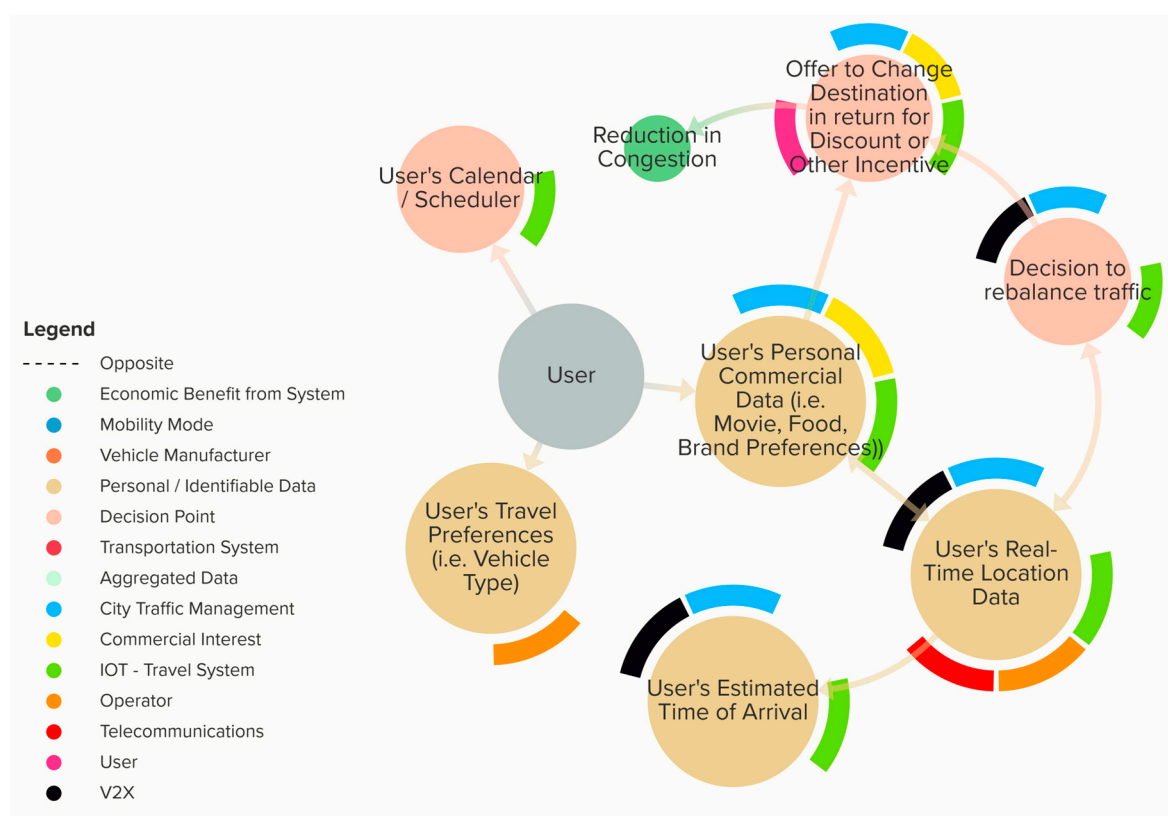 Offer to Change
Destination
in return for
Discount or
Other Incentive
Reduction in
Congestion
User's Calendar
/ Scheduler
Decision to
rebalance traffic
User
User's Personal
Commercial
Data (i.e.
Movie, Food,
Brand Preferences))
User's Travel
Preferences
(i.e. Vehicle
Type)
User's Real-
Time Location
Data
User's Estimated
Time of Arrival
Legend
Opposite
Economic Benefit from System
Mobility Mode
Vehicle Manufacturer
Personal / Identifiable Data
Decision Point
Transportation System
Aggregated Data
City Traffic Management
Commercial Interest
IOT - Travel System
Operator
Telecommunications
User
V2X